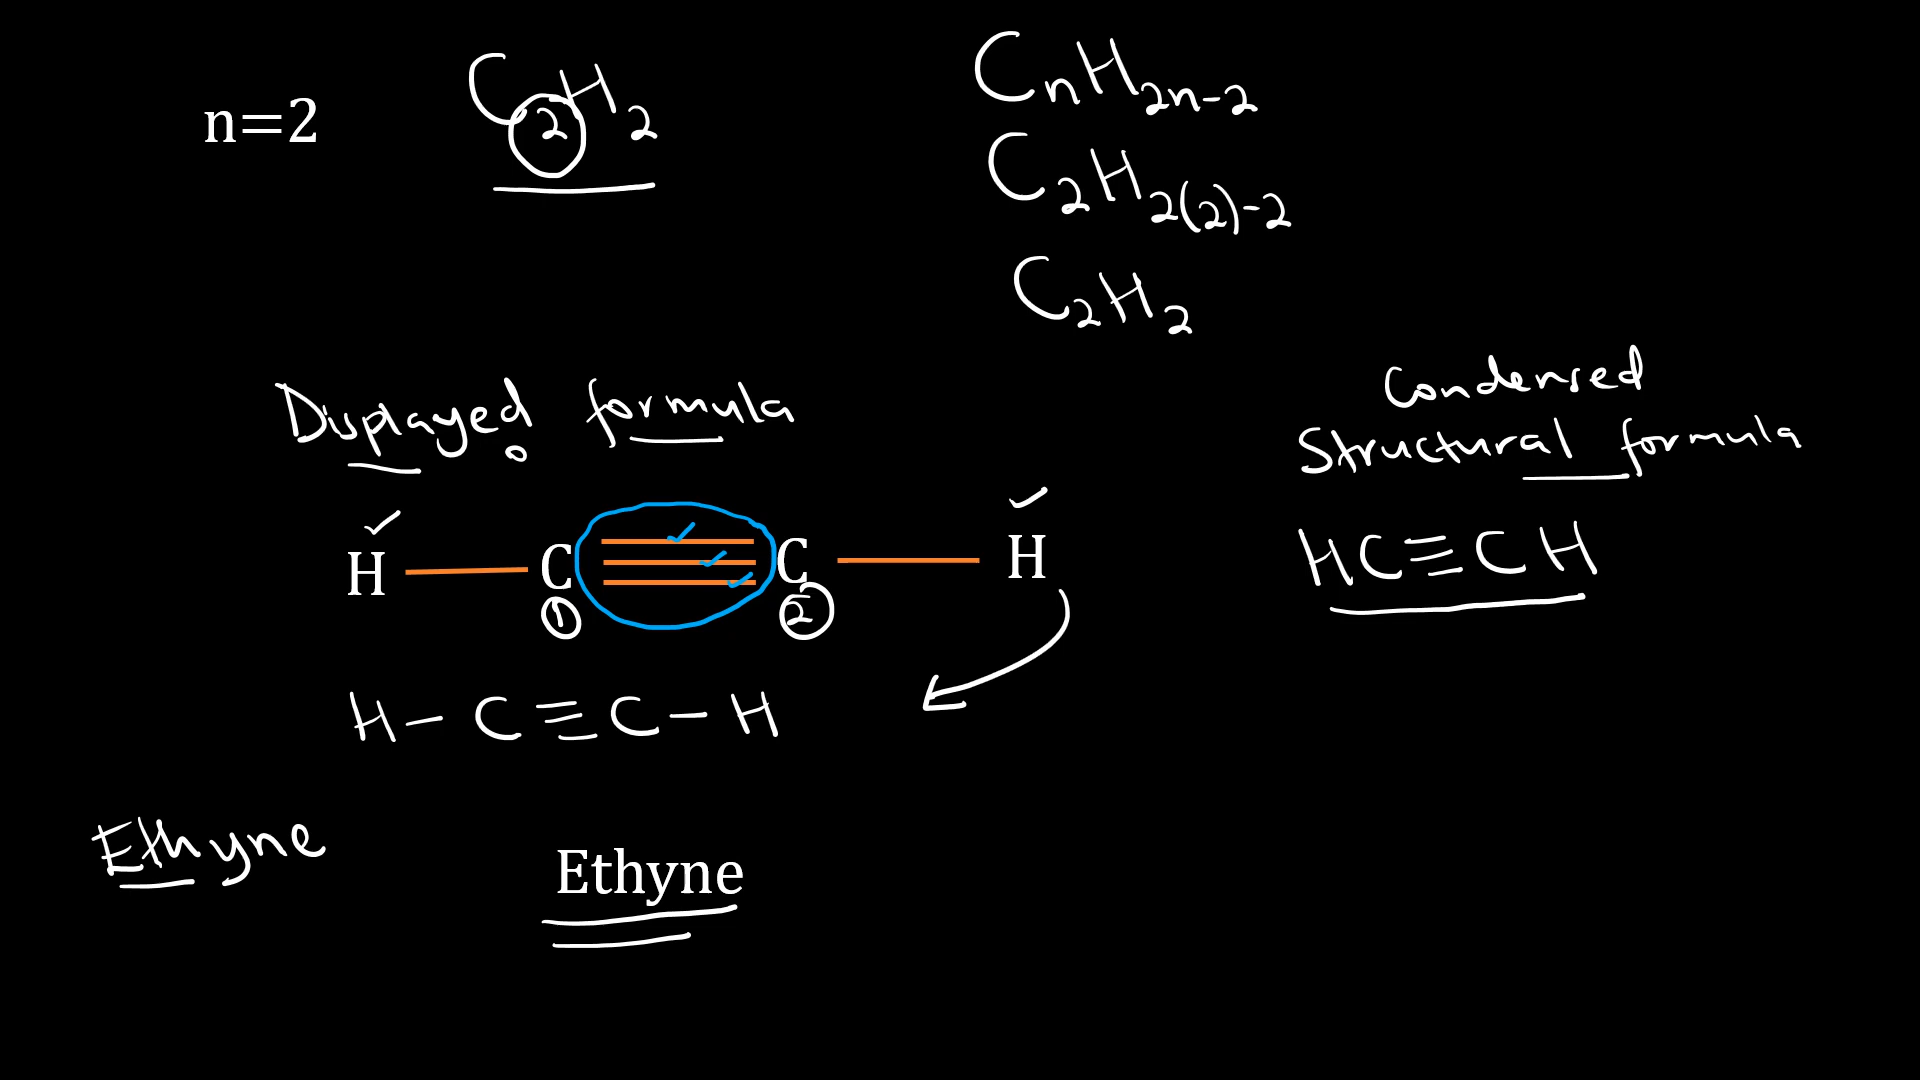 n=2
C₂H₂
CₙH₂ₙ₋₂
C₂H₂₍₂₎₋₂
C₂H₂
Displayed formula
Condensed
Structural formula
H — C ≡ C — H
1 2
HC≡CH
H – C ≡ C – H
Ethyne
Ethyne